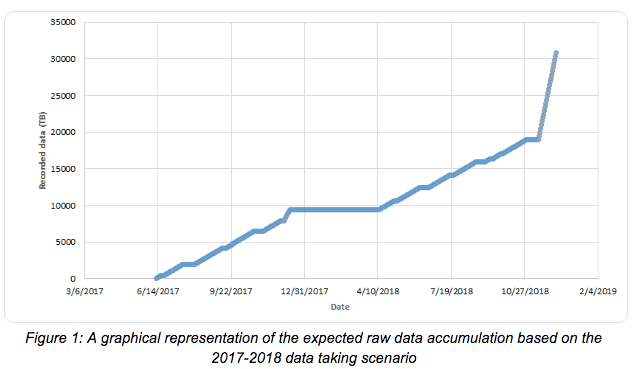 35000
30000
25000
20000
15000
10000
5000
0
Recorded data (TB)
3/6/2017 6/14/2017 9/22/2017 12/31/2017 4/10/2018 7/19/2018 10/27/2018 2/4/2019
Date
Figure 1: A graphical representation of the expected raw data accumulation based on the
2017-2018 data taking scenario